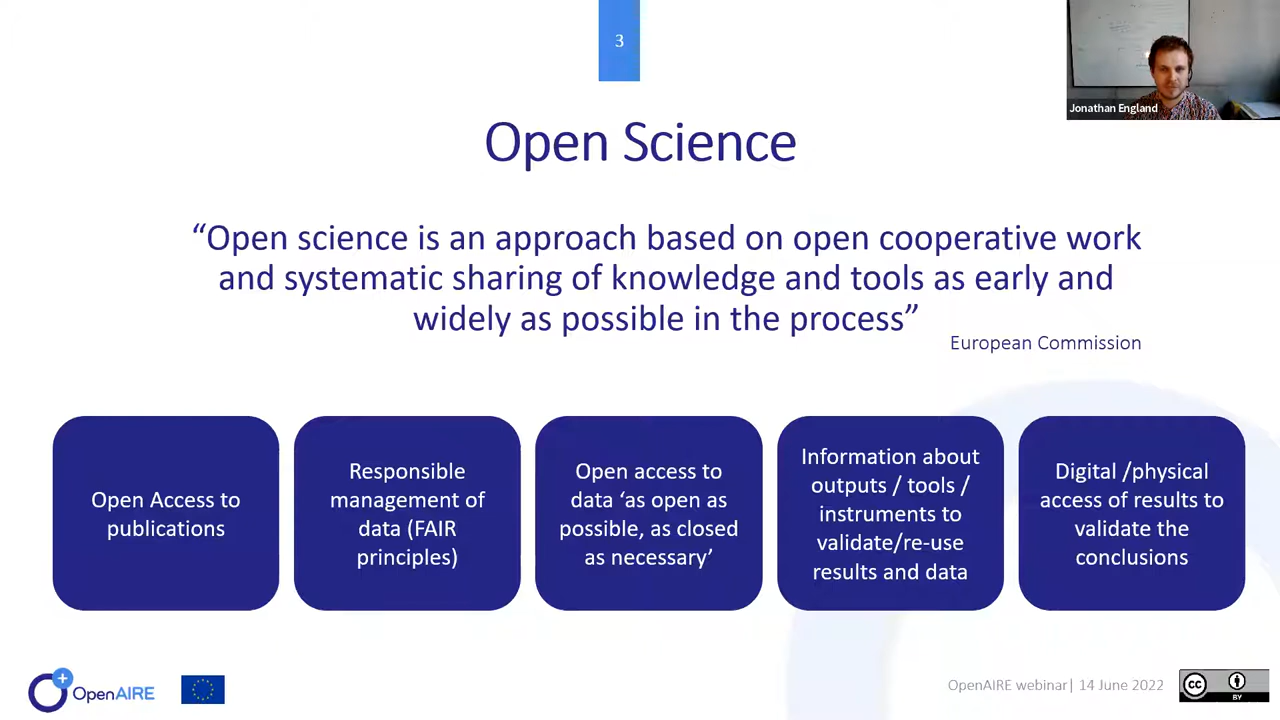 3
Jonathan England
Open Science
“Open science is an approach based on open cooperative work
and systematic sharing of knowledge and tools as early and
widely as possible in the process”
European Commission
Open Access to
publications
Responsible
management of
data (FAIR
principles)
Open access to
data ‘as open as
possible, as closed
as necessary’
Information about
outputs / tools /
instruments to
validate/re-use
results and data
Digital /physical
access of results to
validate the
conclusions
OpenAIRE
OpenAIRE webinar| 14 June 2022
cc
BY